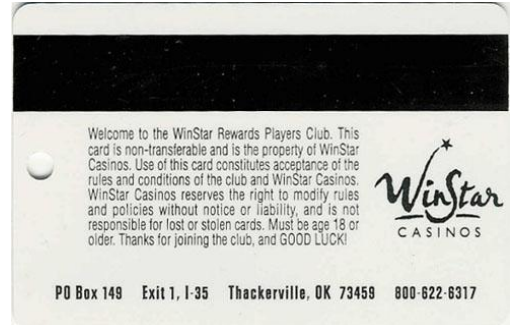 Welcome to the WinStar Rewards Players Club. This
card is non-transferable and is the property of WinStar
Casinos. Use of this card constitutes acceptance of the
rules and conditions of the club and WinStar Casinos.
WinStar Casinos reserves the right to modify rules
and policies without notice or liability, and is not
responsible for lost or stolen cards. Must be age 18 or
older. Thanks for joining the club, and GOOD LUCK!
WinStar
CASINOS
PO Box 149 Exit 1, I-35 Thackerville, OK 73459 800-622-6317